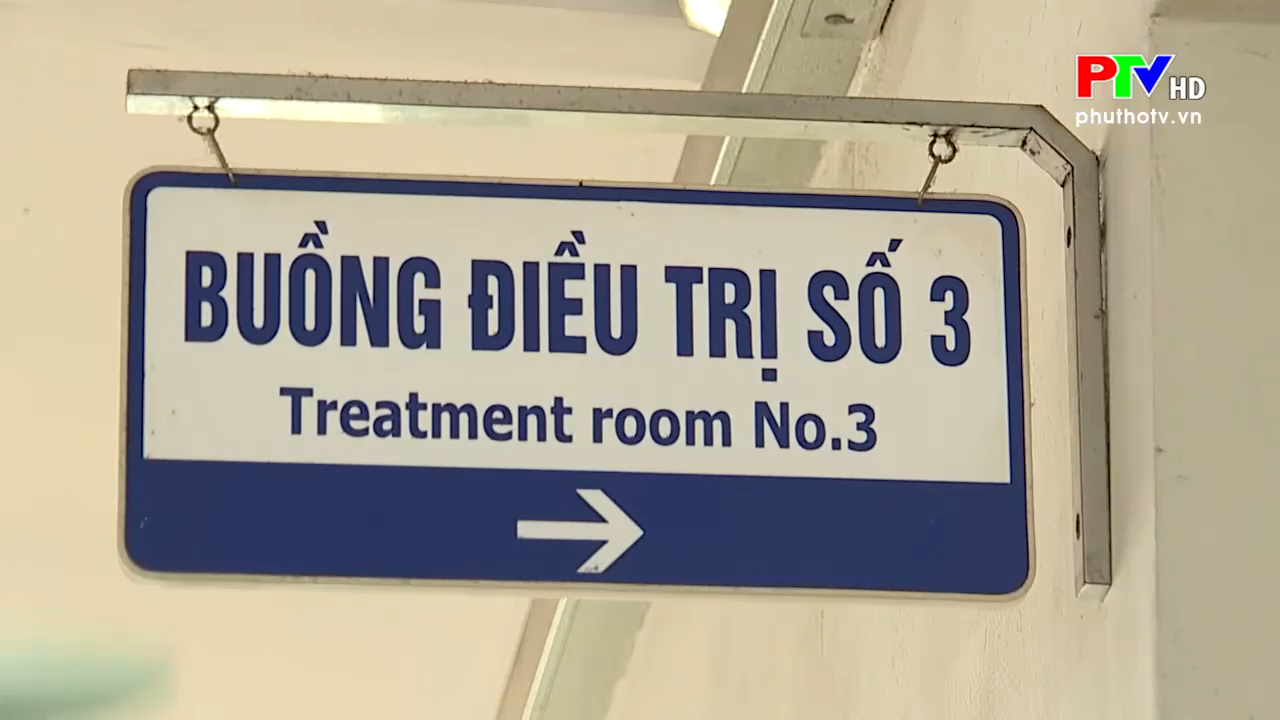 PTV HD
phuthotv.vn
BUỒNG ĐIỀU TRỊ SỐ 3
Treatment room No.3